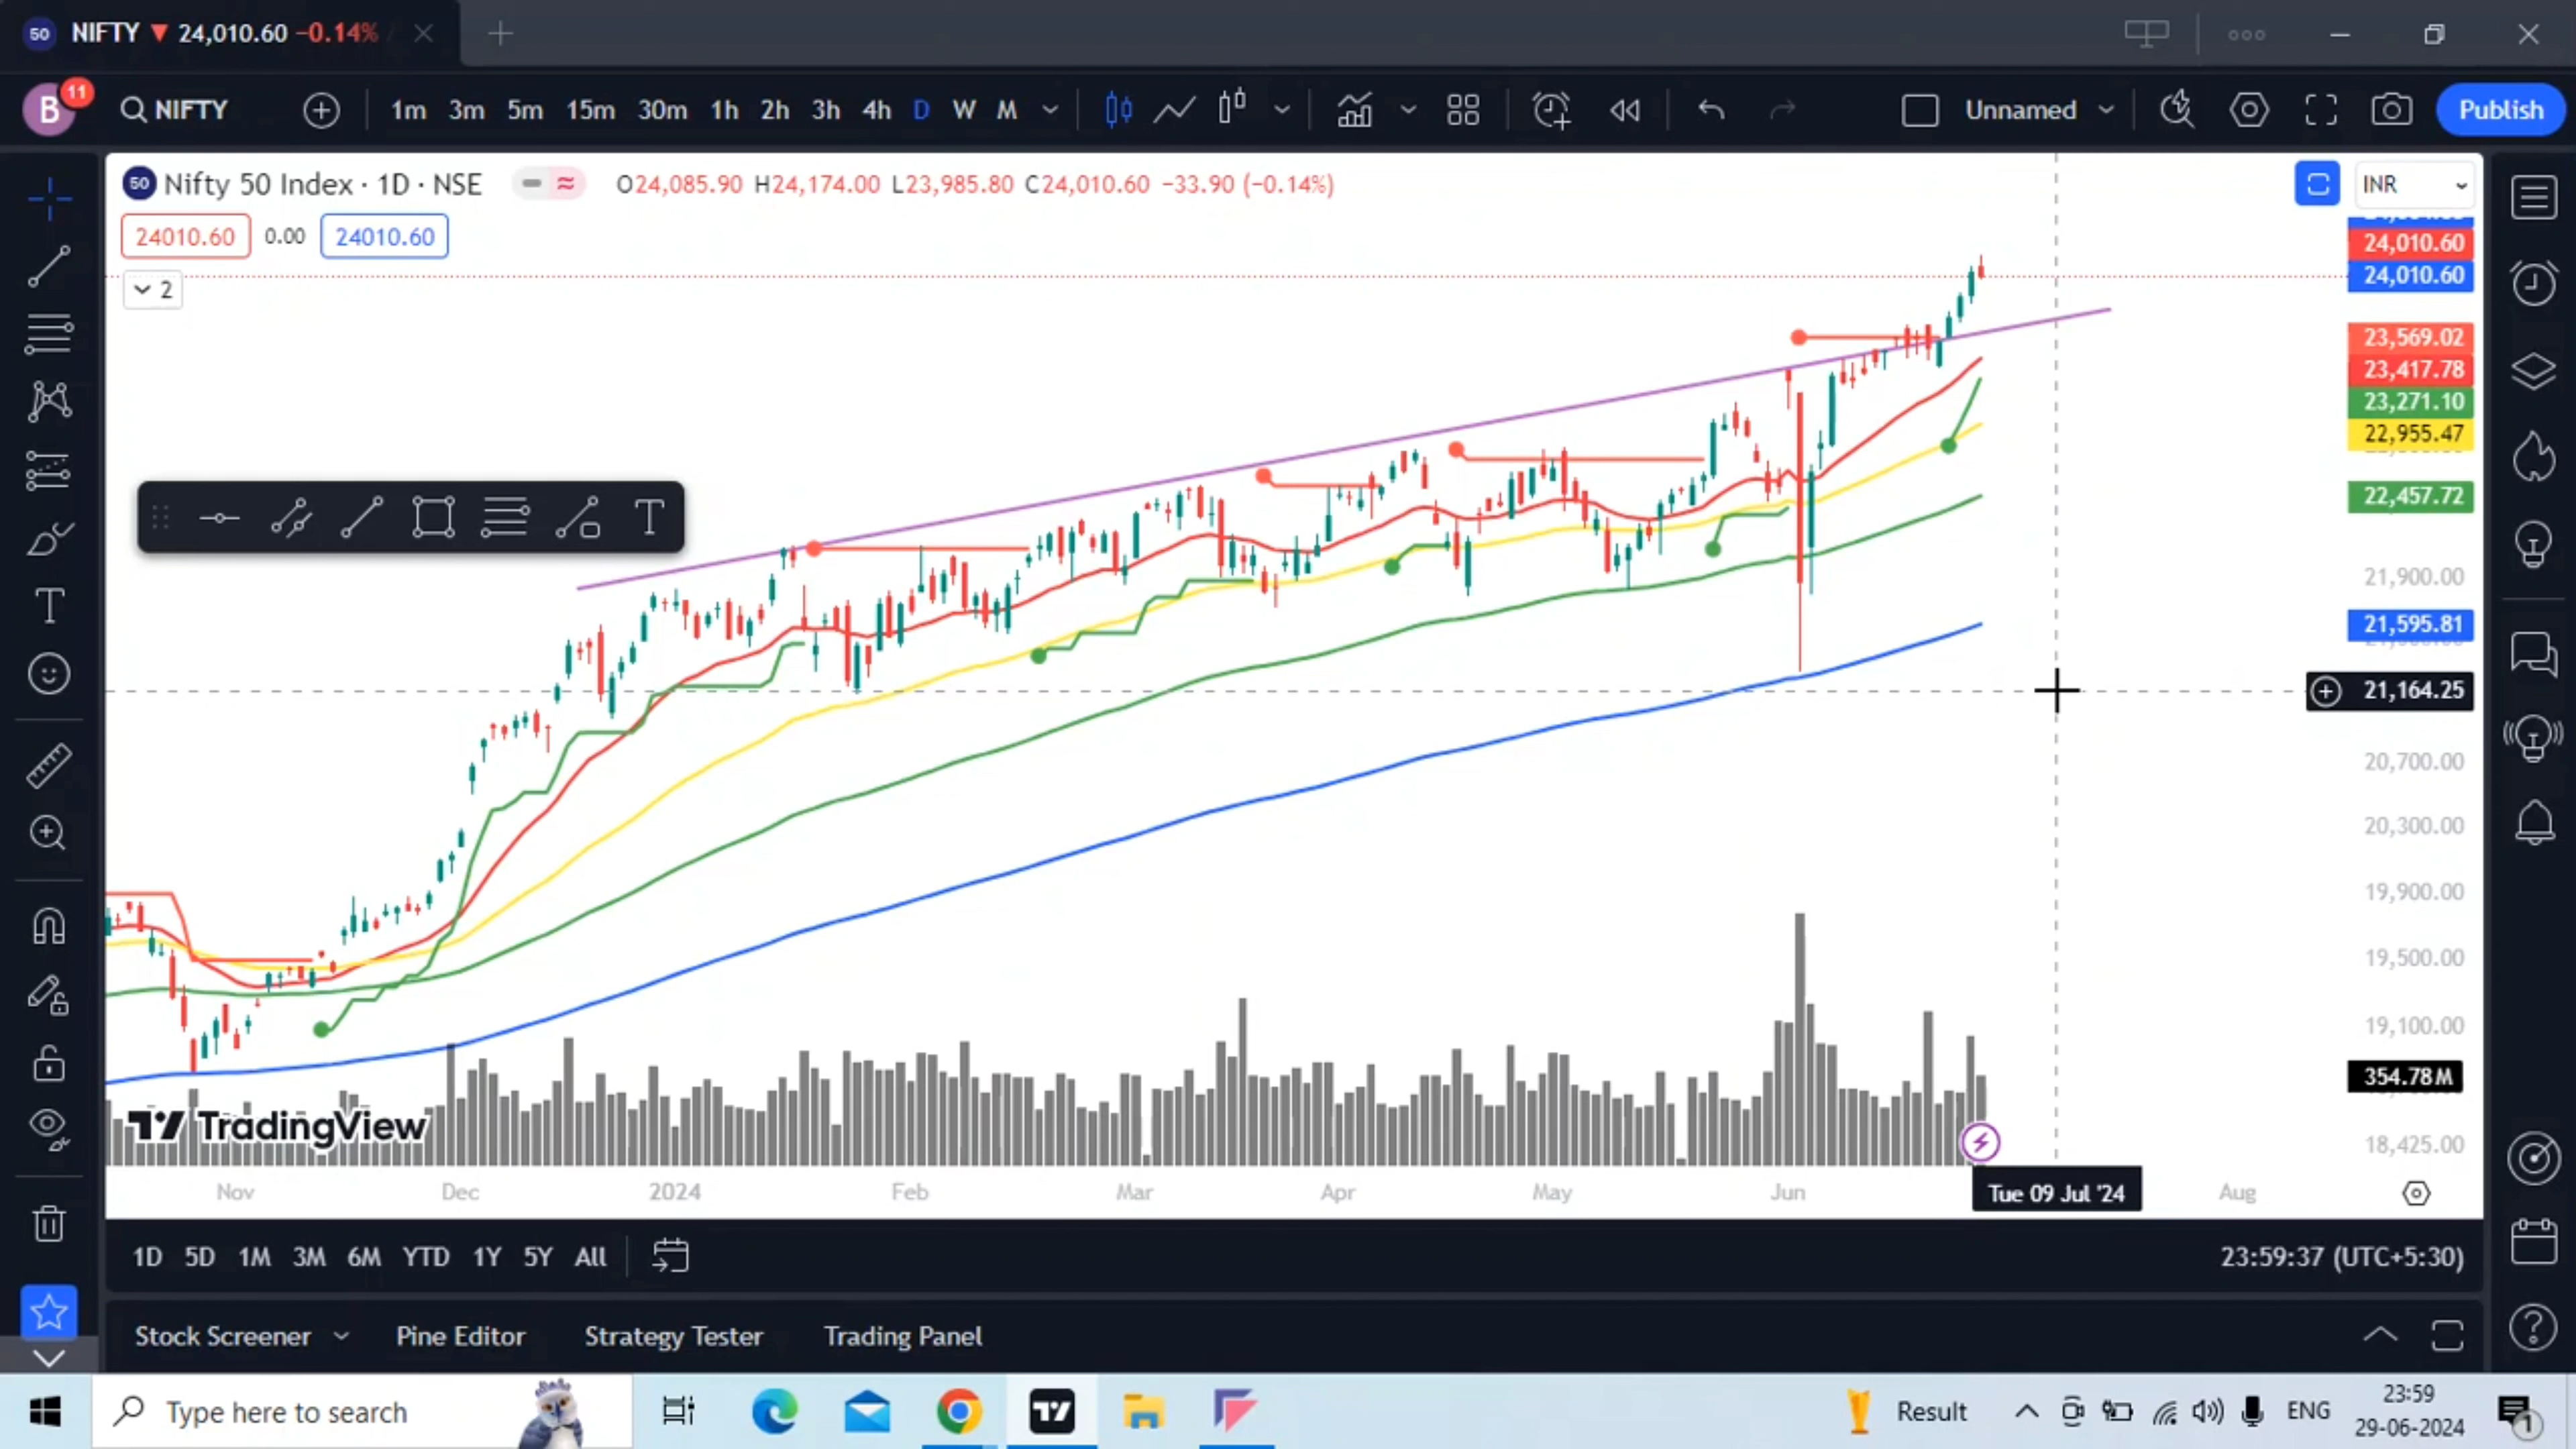 50 NIFTY ▼ 24,010.60 −0.14% /
B 11 NIFTY 1m 3m 5m 15m 30m 1h 2h 3h 4h D W M Unnamed Publish
50 Nifty 50 Index · 1D · NSE O24,085.90 H24,174.00 L23,985.80 C24,010.60 −33.90 (−0.14%) INR
24010.60 0.00 24010.60
2
24,010.60
24,010.60
23,569.02
23,417.78
23,271.10
22,955.47
22,457.72
21,900.00
21,595.81
21,164.25
20,700.00
20,300.00
19,900.00
19,500.00
19,100.00
354.78M
18,425.00
TradingView
Nov Dec 2024 Feb Mar Apr May Jun Tue 09 Jul '24 Aug
1D 5D 1M 3M 6M YTD 1Y 5Y All 23:59:37 (UTC+5:30)
Stock Screener Pine Editor Strategy Tester Trading Panel
Type here to search Result ENG 23:59
29-06-2024 1